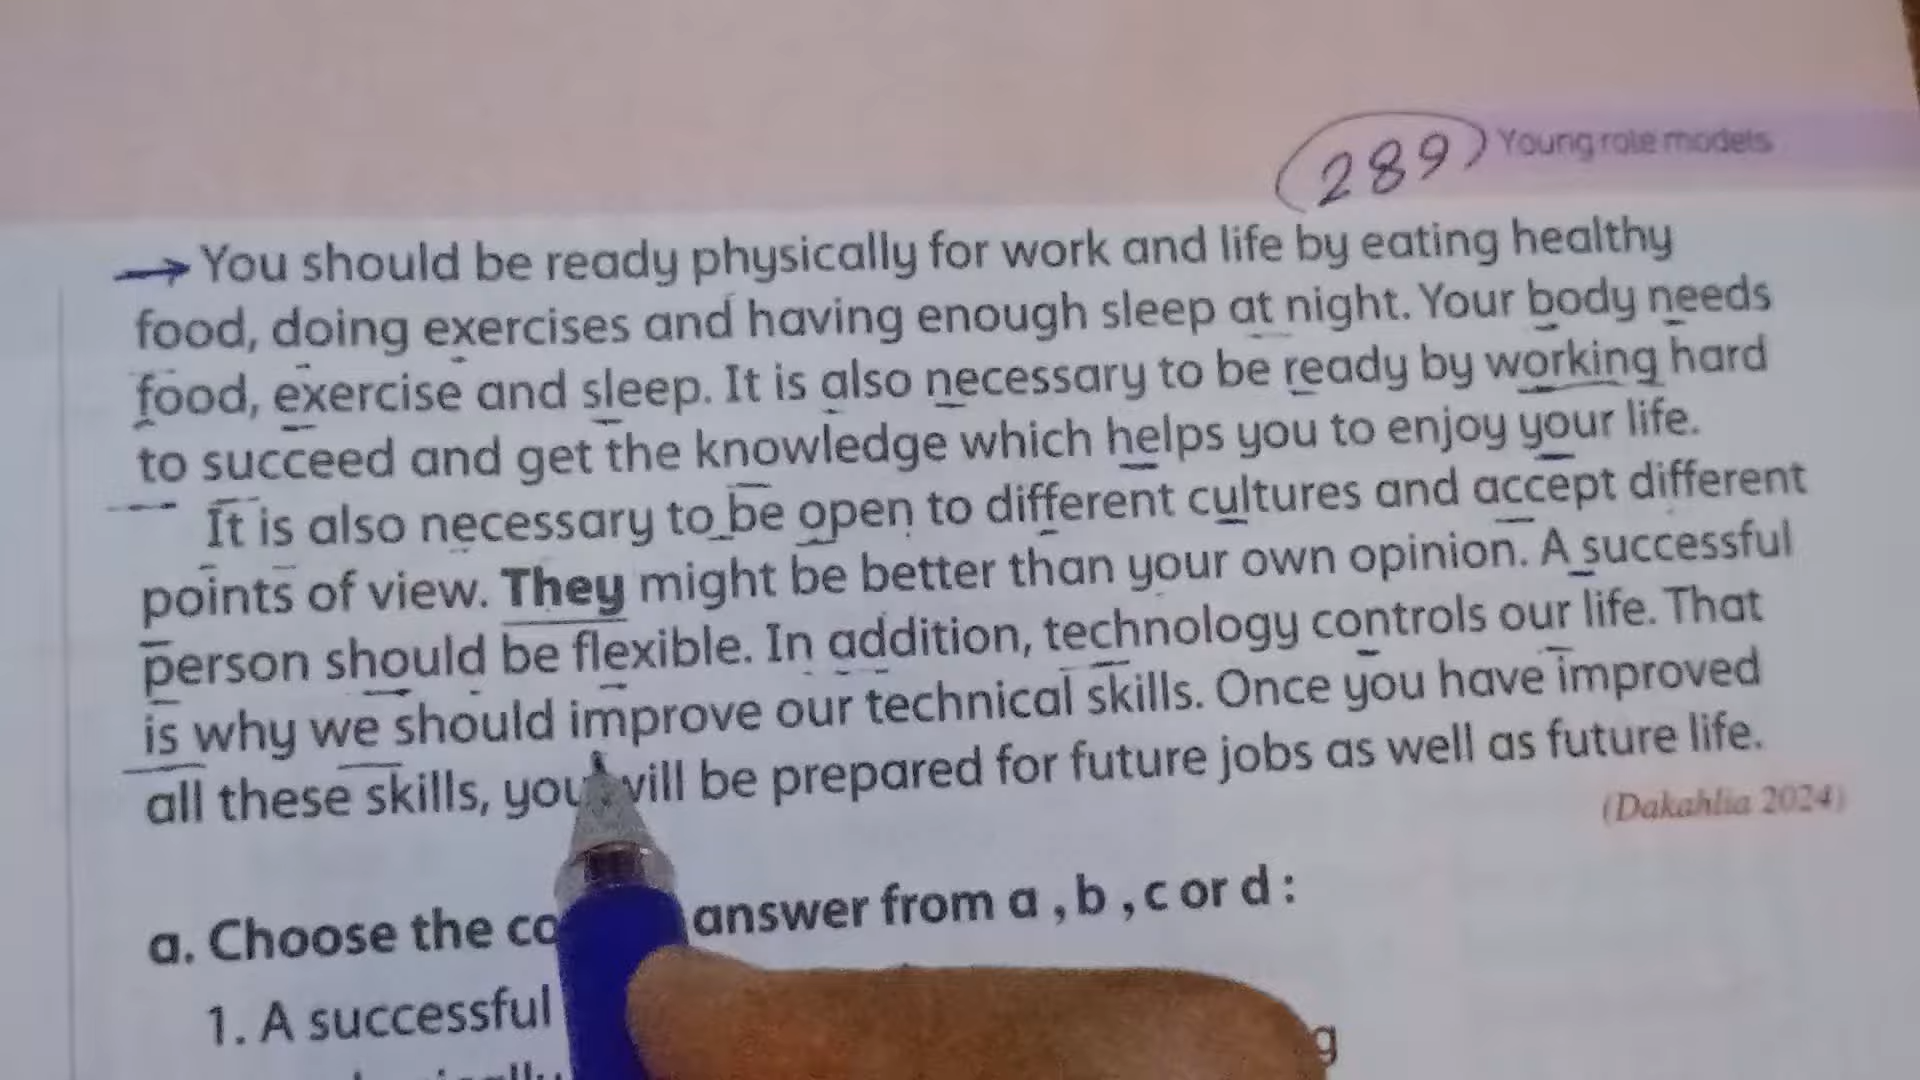 289 Young role models
You should be ready physically for work and life by eating healthy
food, doing exercises and having enough sleep at night. Your body needs
food, exercise and sleep. It is also necessary to be ready by working hard
to succeed and get the knowledge which helps you to enjoy your life.
It is also necessary to be open to different cultures and accept different
points of view. They might be better than your own opinion. A successful
person should be flexible. In addition, technology controls our life. That
is why we should improve our technical skills. Once you have improved
all these skills, you will be prepared for future jobs as well as future life.
(Dakahlia 2024)
a. Choose the co answer from a , b , c or d :
1. A successful